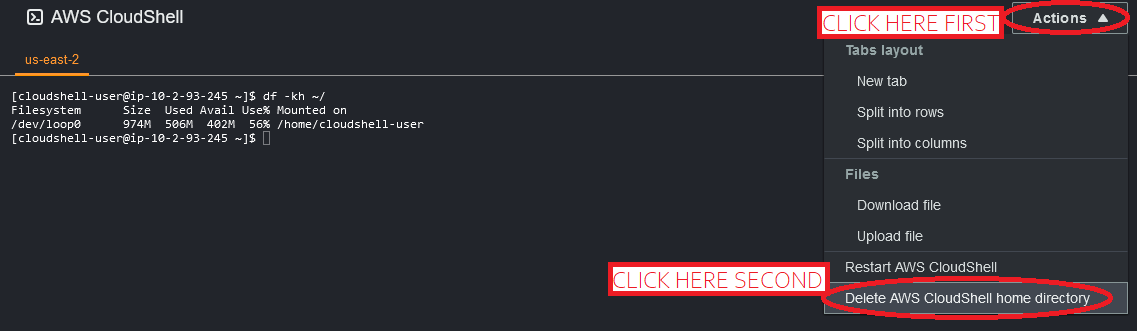 AWS CloudShell
CLICK HERE FIRST
Actions
us-east-2
Tabs layout
New tab
Split into rows
Split into columns
Files
Download file
Upload file
Restart AWS CloudShell
CLICK HERE SECOND
Delete AWS CloudShell home directory
[cloudshell-user@ip-10-2-93-245 ~]$ df -kh ~/
Filesystem      Size  Used Avail Use% Mounted on
/dev/loop0      974M  506M  402M  56% /home/cloudshell-user
[cloudshell-user@ip-10-2-93-245 ~]$